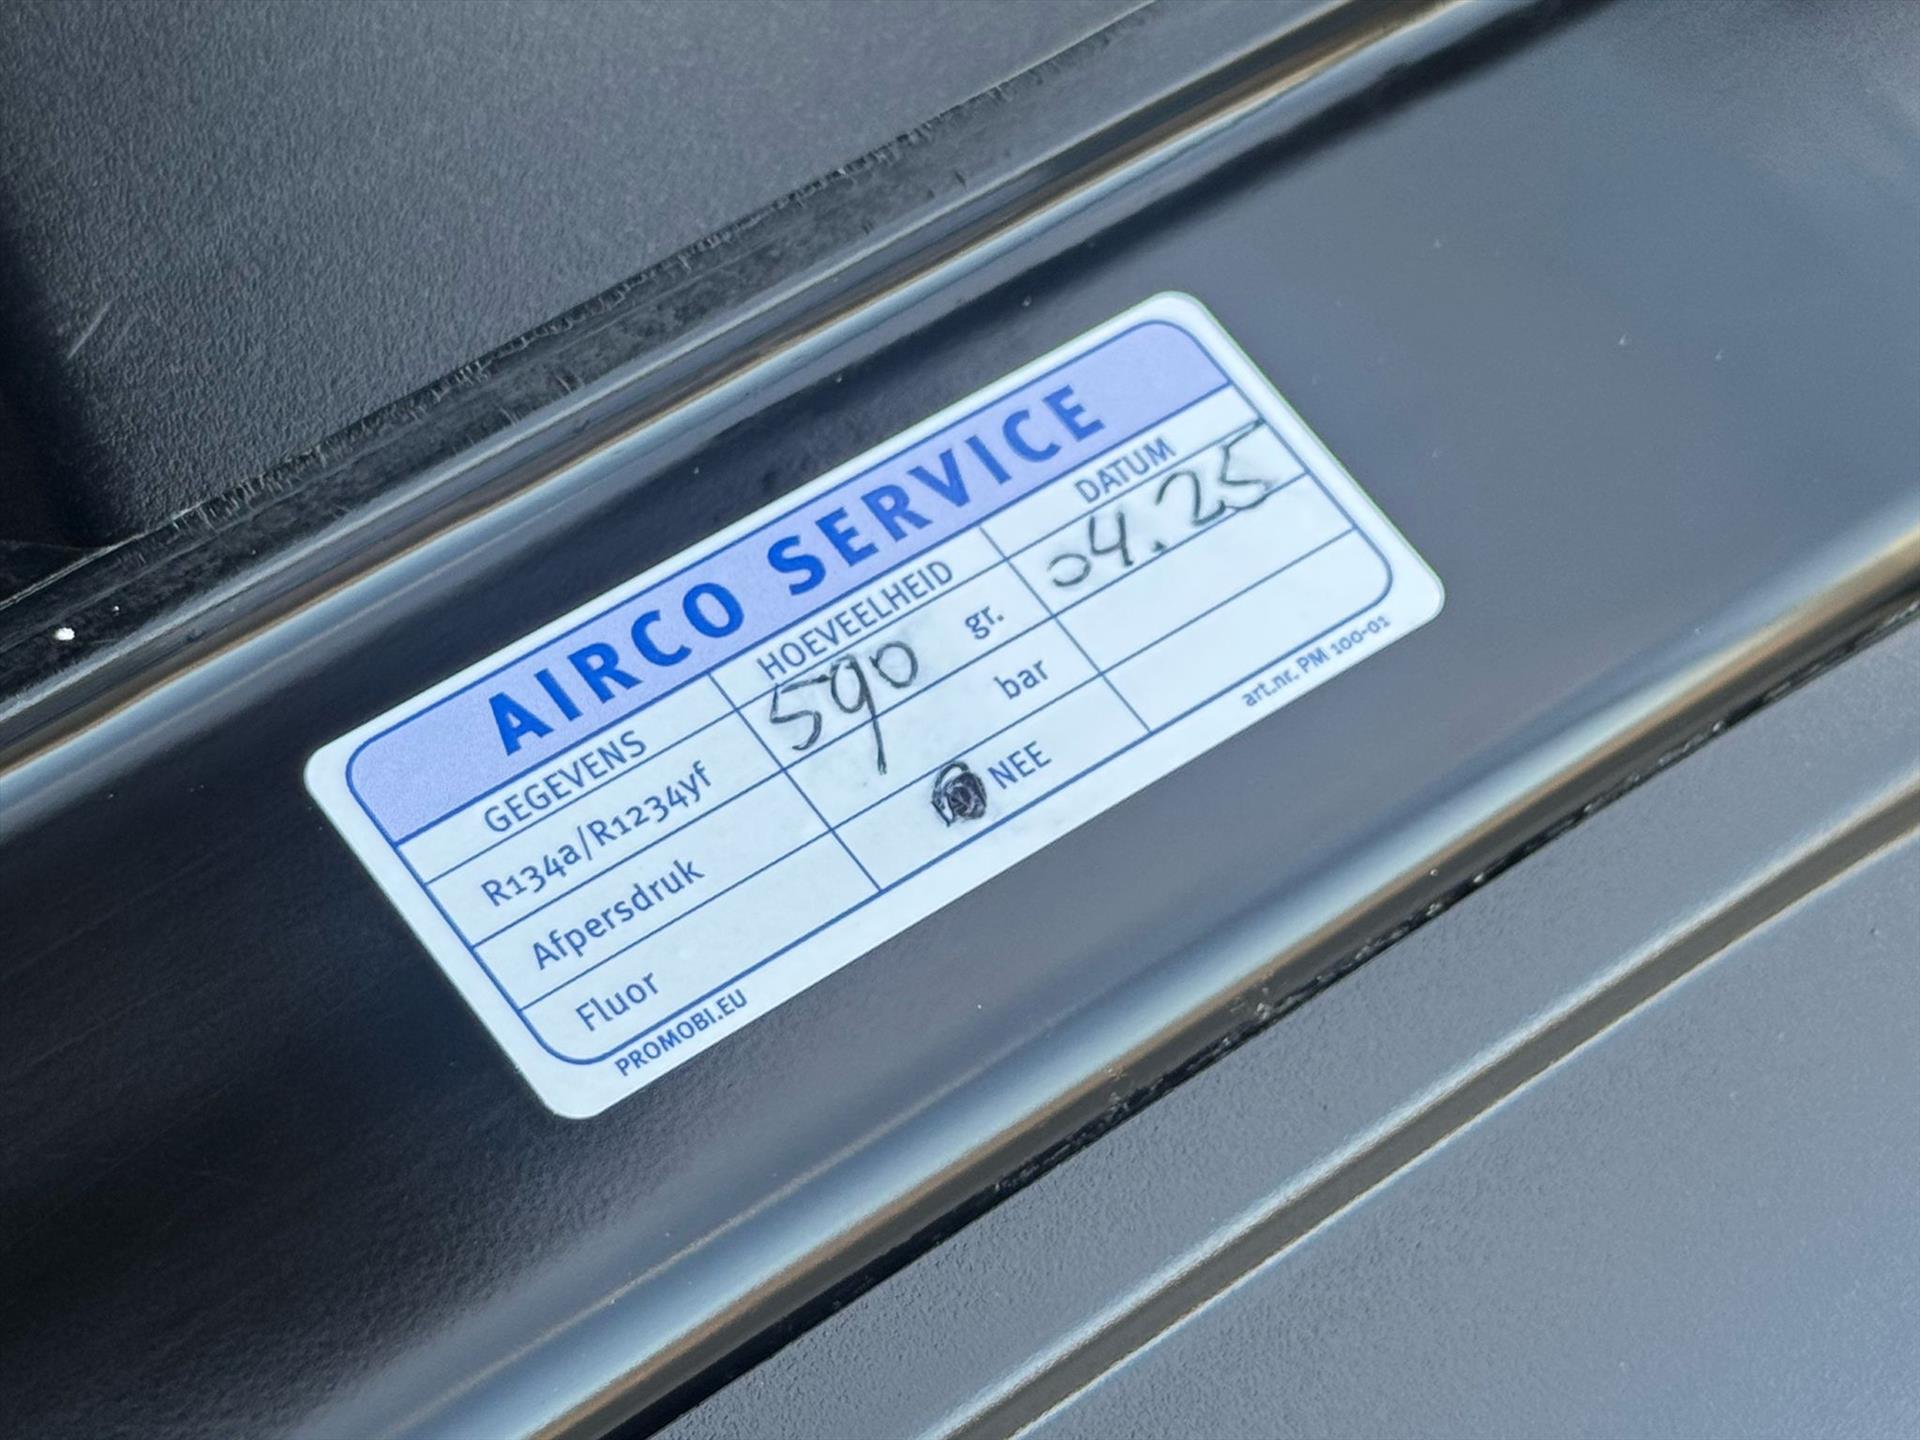 AIRCO SERVICE
GEGEVENS HOEVEELHEID DATUM
R134a/R1234yf 590 gr. 04.25
Afpersdruk bar
Fluor NEE
PROMOBI.EU art.nr. PM 100-01